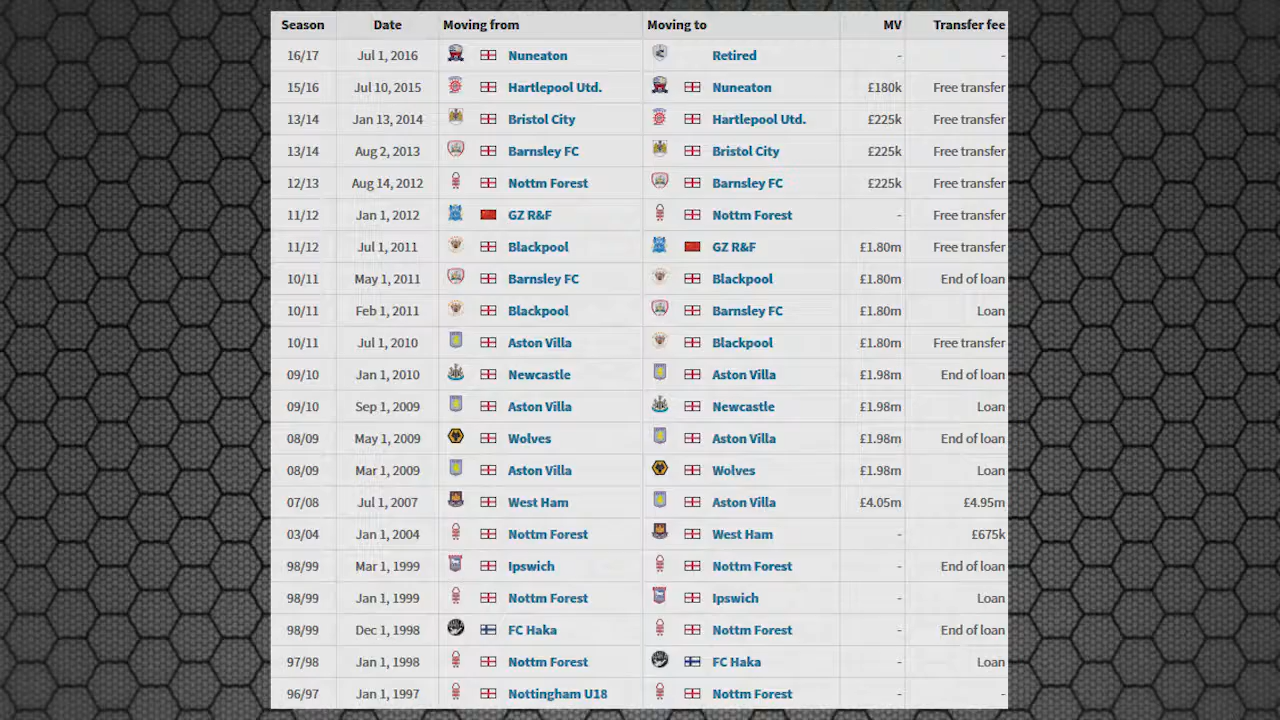 Season Date Moving from Moving to MV Transfer fee
16/17 Jul 1, 2016 Nuneaton Retired - -
15/16 Jul 10, 2015 Hartlepool Utd. Nuneaton £180k Free transfer
13/14 Jan 13, 2014 Bristol City Hartlepool Utd. £225k Free transfer
13/14 Aug 2, 2013 Barnsley FC Bristol City £225k Free transfer
12/13 Aug 14, 2012 Nottm Forest Barnsley FC £225k Free transfer
11/12 Jan 1, 2012 GZ R&F Nottm Forest - Free transfer
11/12 Jul 1, 2011 Blackpool GZ R&F £1.80m Free transfer
10/11 May 1, 2011 Barnsley FC Blackpool £1.80m End of loan
10/11 Feb 1, 2011 Blackpool Barnsley FC £1.80m Loan
10/11 Jul 1, 2010 Aston Villa Blackpool £1.80m Free transfer
09/10 Jan 1, 2010 Newcastle Aston Villa £1.98m End of loan
09/10 Sep 1, 2009 Aston Villa Newcastle £1.98m Loan
08/09 May 1, 2009 Wolves Aston Villa £1.98m End of loan
08/09 Mar 1, 2009 Aston Villa Wolves £1.98m Loan
07/08 Jul 1, 2007 West Ham Aston Villa £4.05m £4.95m
03/04 Jan 1, 2004 Nottm Forest West Ham - £675k
98/99 Mar 1, 1999 Ipswich Nottm Forest - End of loan
98/99 Jan 1, 1999 Nottm Forest Ipswich - Loan
98/99 Dec 1, 1998 FC Haka Nottm Forest - End of loan
97/98 Jan 1, 1998 Nottm Forest FC Haka - Loan
96/97 Jan 1, 1997 Nottingham U18 Nottm Forest - -